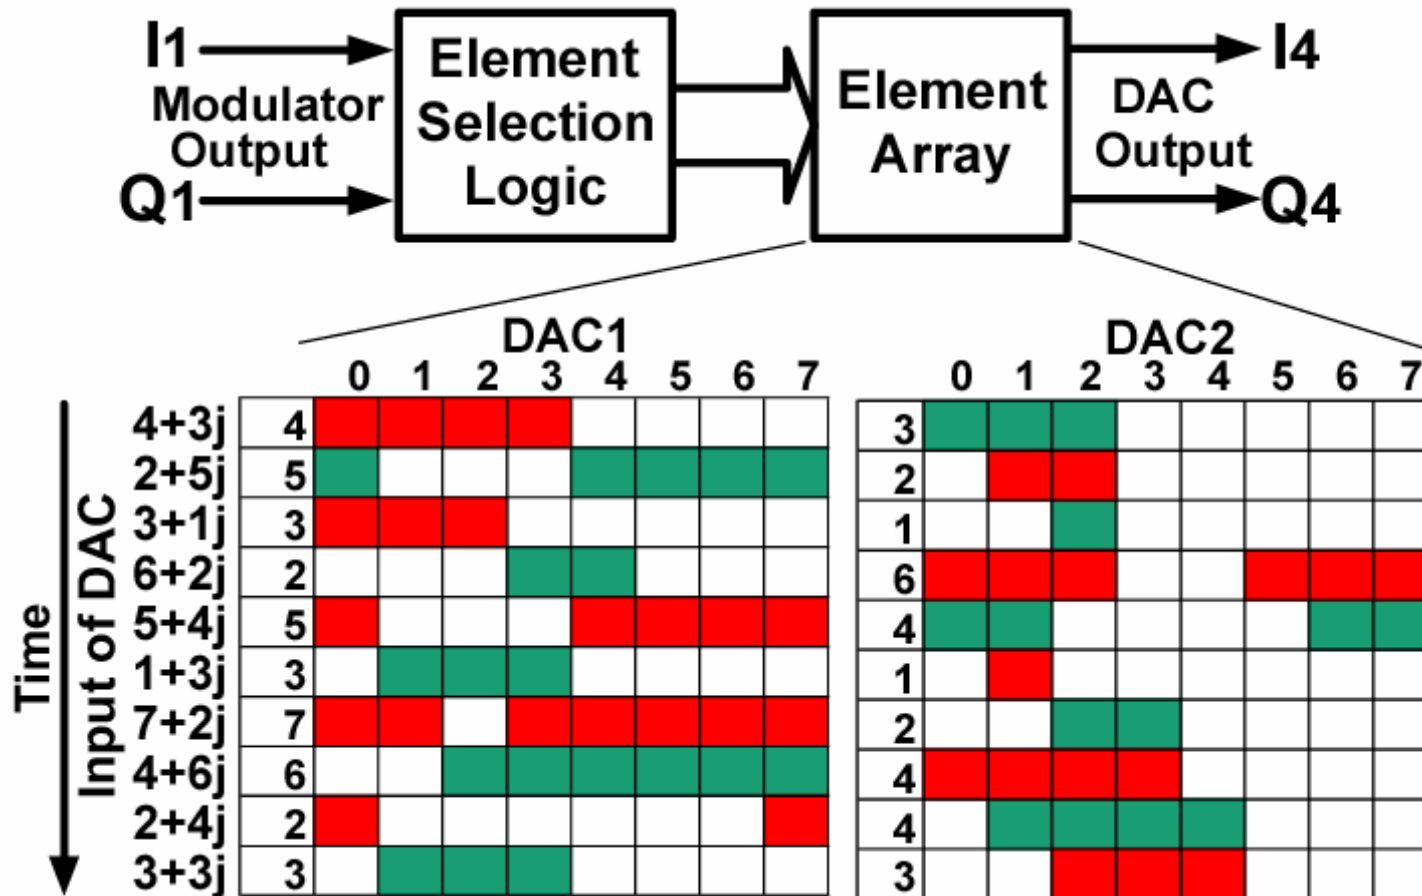 I1
Modulator
Output
Q1
Element
Selection
Logic
Element
Array
I4
DAC
Output
Q4
DAC1
DAC2
0 1 2 3 4 5 6 7
0 1 2 3 4 5 6 7
Time
Input of DAC
4+3j 4 3
2+5j 5 2
3+1j 3 1
6+2j 2 6
5+4j 5 4
1+3j 3 1
7+2j 7 2
4+6j 6 4
2+4j 2 4
3+3j 3 3